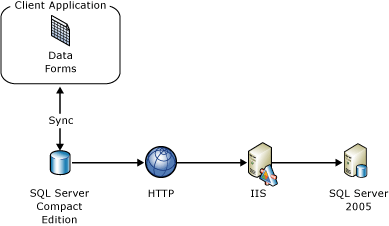 Client Application
Data
Forms
Sync
SQL Server
Compact
Edition
HTTP
IIS
SQL Server
2005